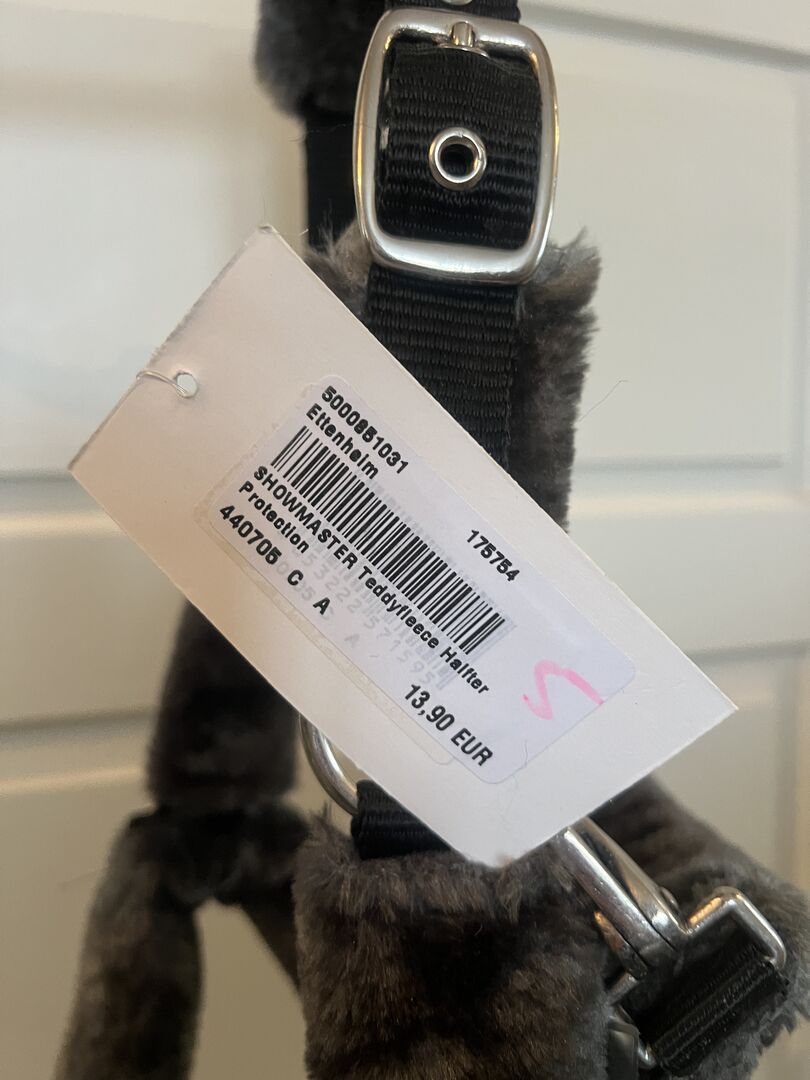 5000851031
Ettenheim
175754
SHOWMASTER Teddyfleece Halfter
Protection
440705 C A
13,90 EUR
S